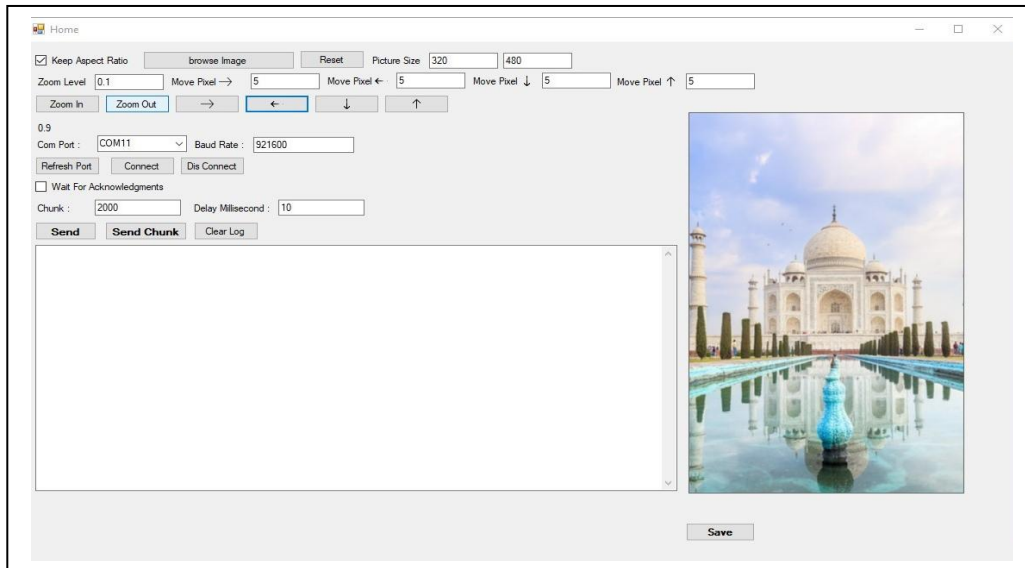 Home
Keep Aspect Ratio browse Image Reset Picture Size 320 480
Zoom Level 0.1 Move Pixel → 5 Move Pixel ← 5 Move Pixel ↓ 5 Move Pixel ↑ 5
Zoom In Zoom Out → ← ↓ ↑
0.9
Com Port : COM11 Baud Rate : 921600
Refresh Port Connect Dis Connect
Wait For Acknowledgments
Chunk : 2000 Delay Millisecond : 10
Send Send Chunk Clear Log
Save